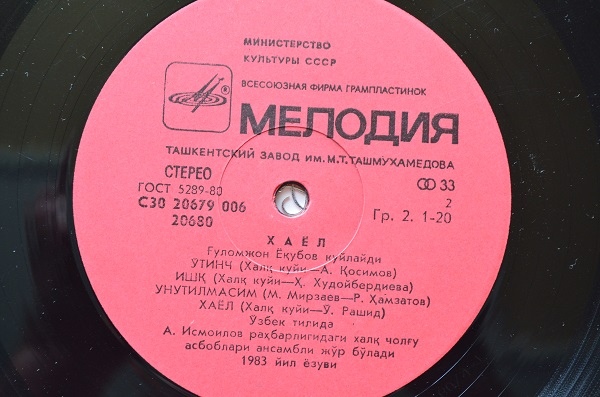 МИНИСТЕРСТВО
КУЛЬТУРЫ СССР
ВСЕСОЮЗНАЯ ФИРМА ГРАМПЛАСТИНОК
МЕЛОДИЯ
ТАШКЕНТСКИЙ ЗАВОД ИМ. М.Т. ТАШМУХАМЕДОВА
СТЕРЕО
33
ГОСТ 5289-80
2
С30 20679 006
20680
Гр. 2. 1-20
ХАЁЛ
Ғуломжон Ёқубов куйлайди
ЎТИНЧ (Халқ куйи—А. Қосимов)
ИШҚ (Халқ куйи—Ҳ. Худойбердиева)
УНУТИЛМАСИМ (М. Мирзаев—Р. Ҳамзатов)
ХАЁЛ (Халқ куйи—Ў. Рашид)
Ўзбек тилида
А. Исмоилов раҳбарлигидаги халқ чолғу
асбоблари ансамбли жўр бўлади
1983 йил ёзуви